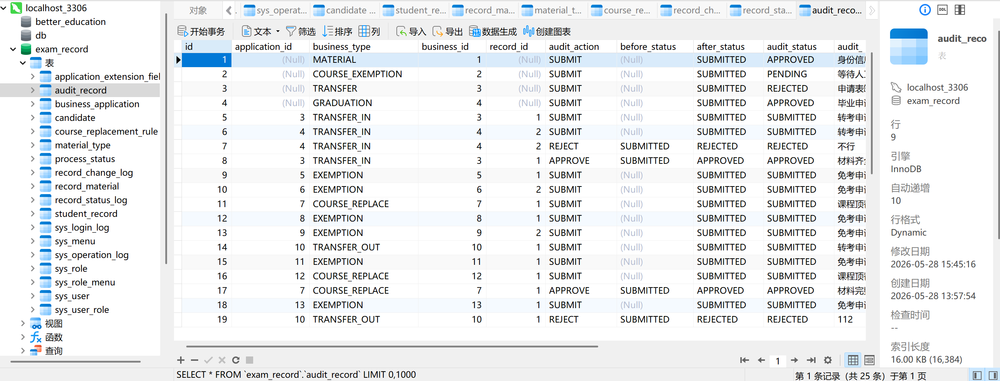 localhost_3306
better_education
db
exam_record
表
application_extension_fiel
audit_record
business_application
candidate
course_replacement_rule
material_type
process_status
record_change_log
record_material
record_status_log
student_record
sys_login_log
sys_menu
sys_operation_log
sys_role
sys_role_menu
sys_user
sys_user_role
视图
函数
查询
对象 sys_operat... candidate ... student_re... record_ma... material_t... course_re... record_ch... record_sta... audit_reco...
开始事务 文本 筛选 排序 列 导入 导出 数据生成 创建图表
id application_id business_type business_id record_id audit_action before_status after_status audit_status audit_
1 (Null) MATERIAL 1 (Null) SUBMIT (Null) SUBMITTED APPROVED 身份信息
2 (Null) COURSE_EXEMPTION 2 (Null) SUBMIT (Null) SUBMITTED PENDING 等待人工
3 (Null) TRANSFER 3 (Null) SUBMIT (Null) SUBMITTED REJECTED 申请表
4 (Null) GRADUATION 4 (Null) SUBMIT (Null) SUBMITTED APPROVED 毕业申请
5 3 TRANSFER_IN 3 1 SUBMIT (Null) SUBMITTED SUBMITTED 转考申请
6 4 TRANSFER_IN 4 2 SUBMIT (Null) SUBMITTED SUBMITTED 转考申请
7 4 TRANSFER_IN 4 2 REJECT SUBMITTED REJECTED REJECTED 不行
8 3 TRANSFER_IN 3 1 APPROVE SUBMITTED APPROVED APPROVED 材料齐全
9 5 EXEMPTION 5 1 SUBMIT (Null) SUBMITTED SUBMITTED 免考申请
10 6 EXEMPTION 6 2 SUBMIT (Null) SUBMITTED SUBMITTED 免考申请
11 7 COURSE_REPLACE 7 1 SUBMIT (Null) SUBMITTED SUBMITTED 课程顶替
12 8 EXEMPTION 8 1 SUBMIT (Null) SUBMITTED SUBMITTED 免考申请
13 9 EXEMPTION 9 2 SUBMIT (Null) SUBMITTED SUBMITTED 免考申请
14 10 TRANSFER_OUT 10 1 SUBMIT (Null) SUBMITTED SUBMITTED 转考申请
15 11 EXEMPTION 11 1 SUBMIT (Null) SUBMITTED SUBMITTED 免考申请
16 12 COURSE_REPLACE 12 1 SUBMIT (Null) SUBMITTED SUBMITTED 课程顶替
17 7 COURSE_REPLACE 7 1 APPROVE SUBMITTED APPROVED APPROVED 材料完整
18 13 EXEMPTION 13 1 SUBMIT (Null) SUBMITTED SUBMITTED 免考申请
19 10 TRANSFER_OUT 10 1 REJECT SUBMITTED REJECTED REJECTED 112
1
SELECT * FROM `exam_record`.`audit_record` LIMIT 0,1000
第 1 条记录（共 25 条）于第 1 页
DDL
audit_reco
表
localhost_3306
exam_record
行
9
引擎
InnoDB
自动递增
10
行格式
Dynamic
修改日期
2026-05-28 15:45:16
创建日期
2026-05-28 13:57:54
检查时间
--
索引长度
16.00 KB (16,384)